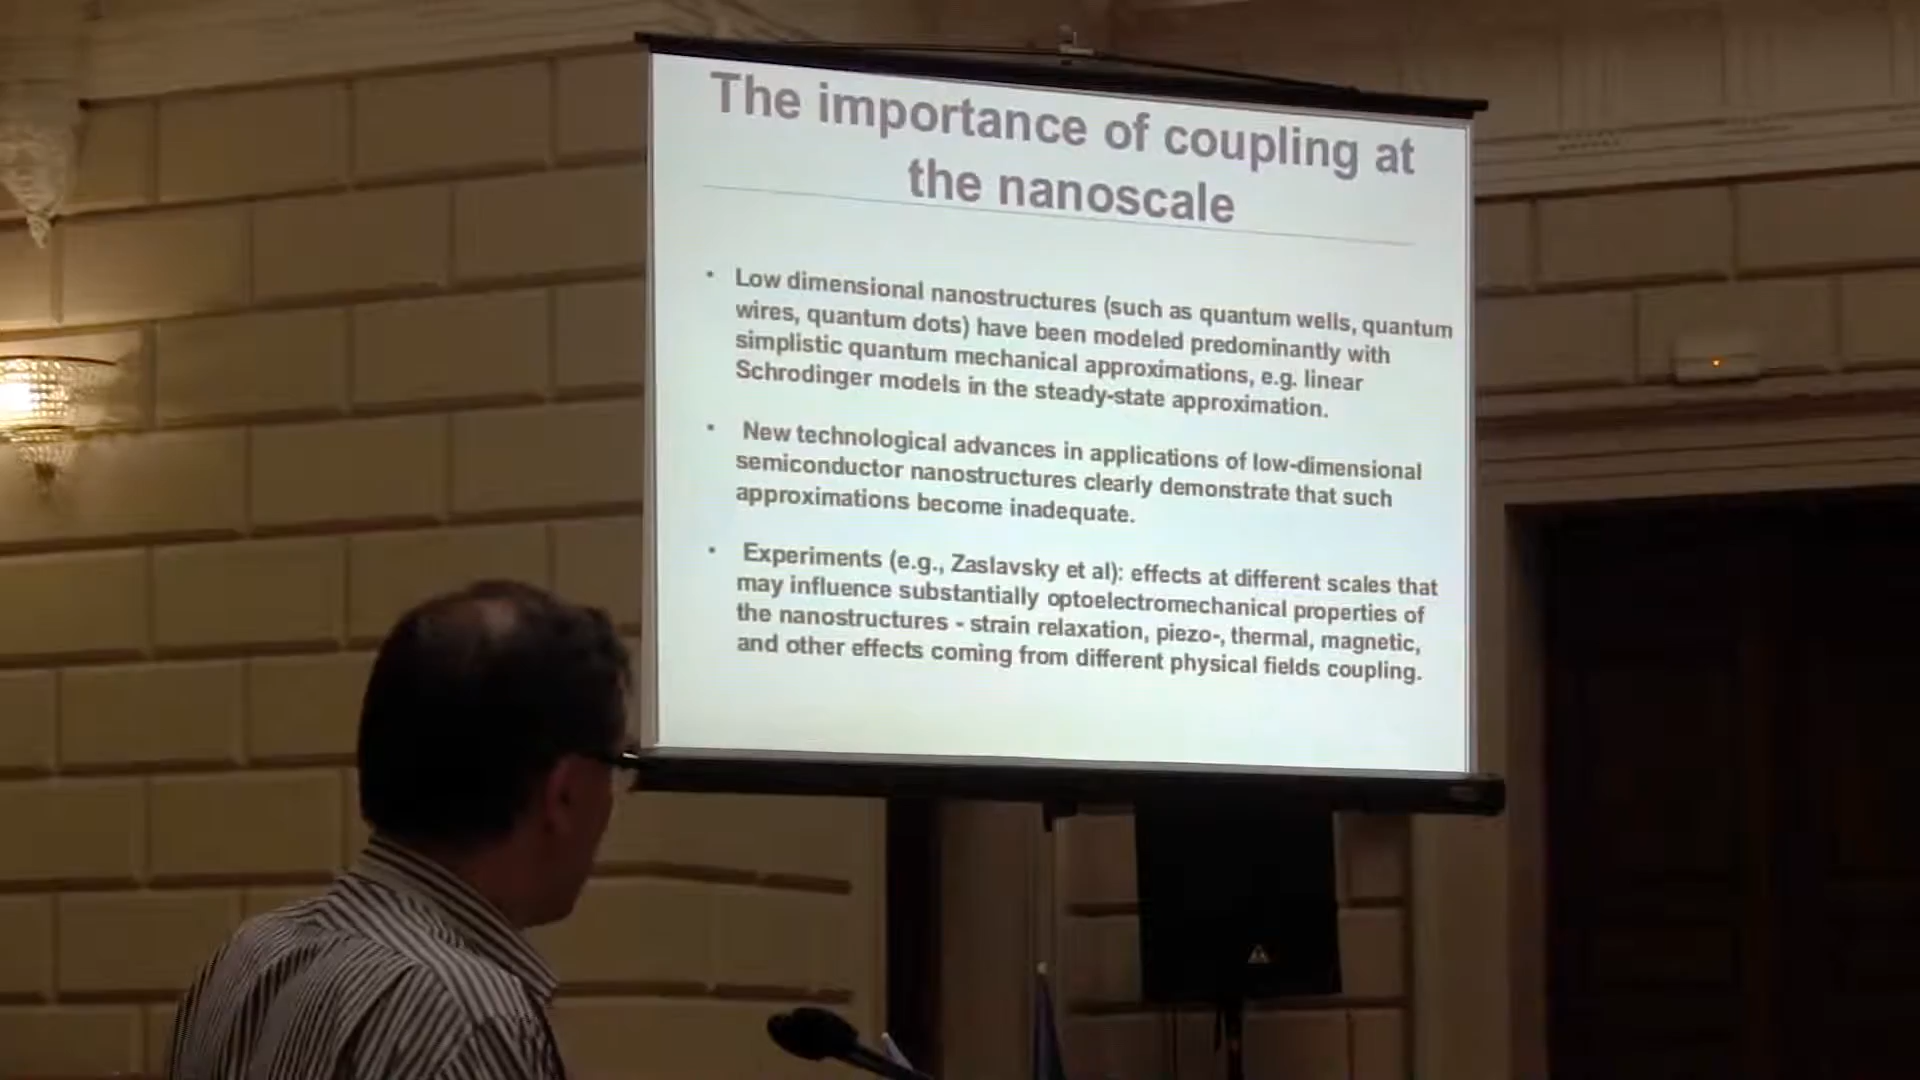 The importance of coupling at
the nanoscale
• Low dimensional nanostructures (such as quantum wells, quantum
wires, quantum dots) have been modeled predominantly with
simplistic quantum mechanical approximations, e.g. linear
Schrodinger models in the steady-state approximation.
• New technological advances in applications of low-dimensional
semiconductor nanostructures clearly demonstrate that such
approximations become inadequate.
• Experiments (e.g., Zaslavsky et al): effects at different scales that
may influence substantially optoelectromechanical properties of
the nanostructures - strain relaxation, piezo-, thermal, magnetic,
and other effects coming from different physical fields coupling.